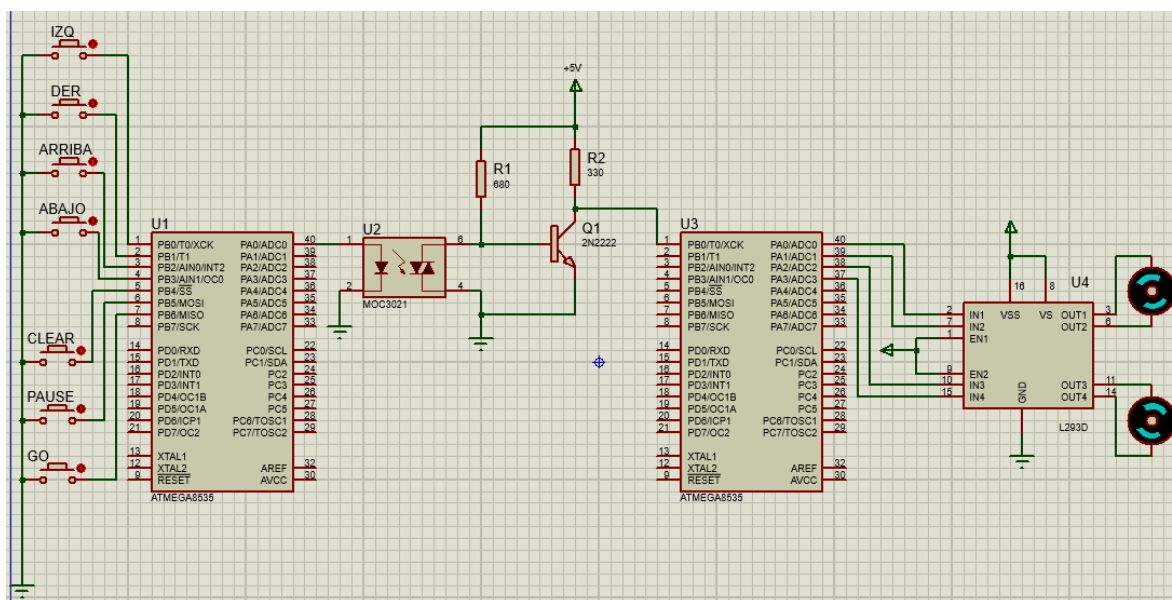 IZQ
DER
ARRIBA
ABAJO
CLEAR
PAUSE
GO
U1
1 PB0/T0/XCK PA0/ADC0 40
2 PB1/T1 PA1/ADC1 39
3 PB2/AIN0/INT2 PA2/ADC2 38
4 PB3/AIN1/OC0 PA3/ADC3 37
5 PB4/SS PA4/ADC4 36
6 PB5/MOSI PA5/ADC5 35
7 PB6/MISO PA6/ADC6 34
8 PB7/SCK PA7/ADC7 33
14 PD0/RXD PC0/SCL 22
15 PD1/TXD PC1/SDA 23
16 PD2/INT0 PC2 24
17 PD3/INT1 PC3 25
18 PD4/OC1B PC4 26
19 PD5/OC1A PC5 27
20 PD6/ICP1 PC6/TOSC1 28
21 PD7/OC2 PC7/TOSC2 29
13 XTAL1
12 XTAL2 AREF 32
9 RESET AVCC 30
ATMEGA8535
U2
1 6
2 4
MOC3021
+5V
R1
680
R2
330
Q1
2N2222
U3
1 PB0/T0/XCK PA0/ADC0 40
2 PB1/T1 PA1/ADC1 39
3 PB2/AIN0/INT2 PA2/ADC2 38
4 PB3/AIN1/OC0 PA3/ADC3 37
5 PB4/SS PA4/ADC4 36
6 PB5/MOSI PA5/ADC5 35
7 PB6/MISO PA6/ADC6 34
8 PB7/SCK PA7/ADC7 33
14 PD0/RXD PC0/SCL 22
15 PD1/TXD PC1/SDA 23
16 PD2/INT0 PC2 24
17 PD3/INT1 PC3 25
18 PD4/OC1B PC4 26
19 PD5/OC1A PC5 27
20 PD6/ICP1 PC6/TOSC1 28
21 PD7/OC2 PC7/TOSC2 29
13 XTAL1
12 XTAL2 AREF 32
9 RESET AVCC 30
ATMEGA8535
U4
16 8
VSS VS
2 IN1 OUT1 3
7 IN2 OUT2 6
1 EN1
9 EN2
10 IN3 OUT3 11
15 IN4 OUT4 14
GND
L293D